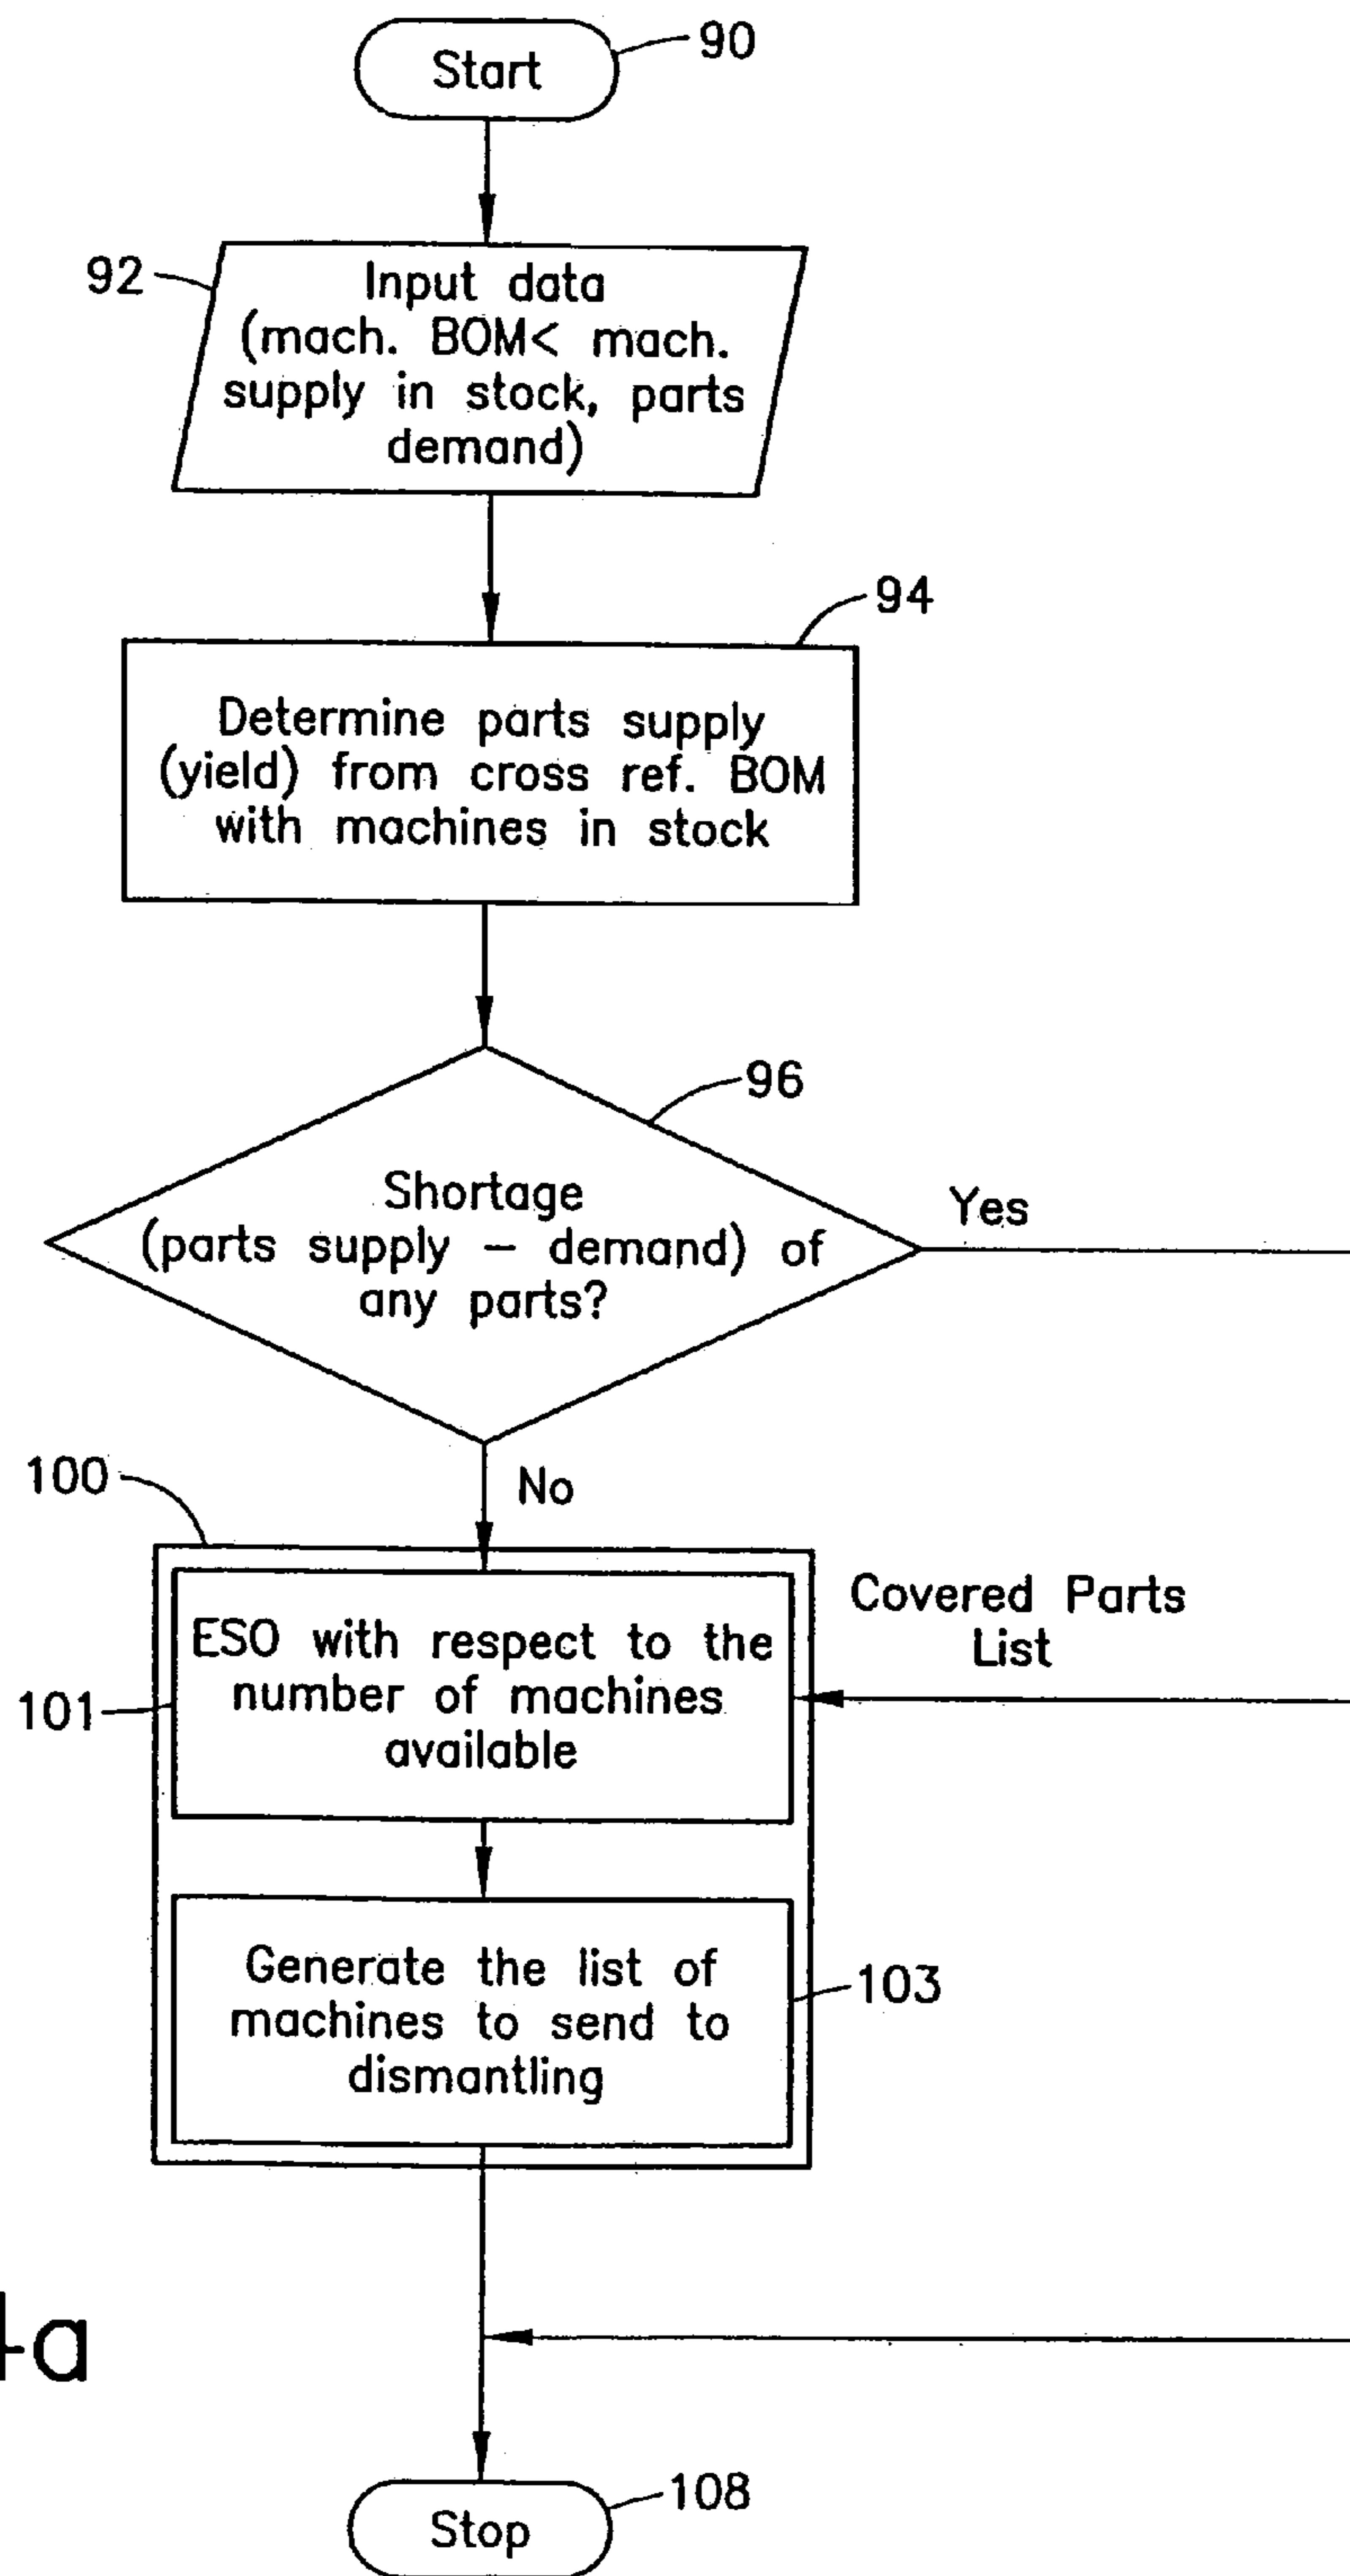 Start
90
92
Input data
(mach. BOM< mach.
supply in stock, parts
demand)
94
Determine parts supply
(yield) from cross ref. BOM
with machines in stock
96
Shortage
(parts supply – demand) of
any parts?
Yes
No
100
Covered Parts
List
101
ESO with respect to the
number of machines
available
Generate the list of
machines to send to
dismantling
103
a
Stop
108